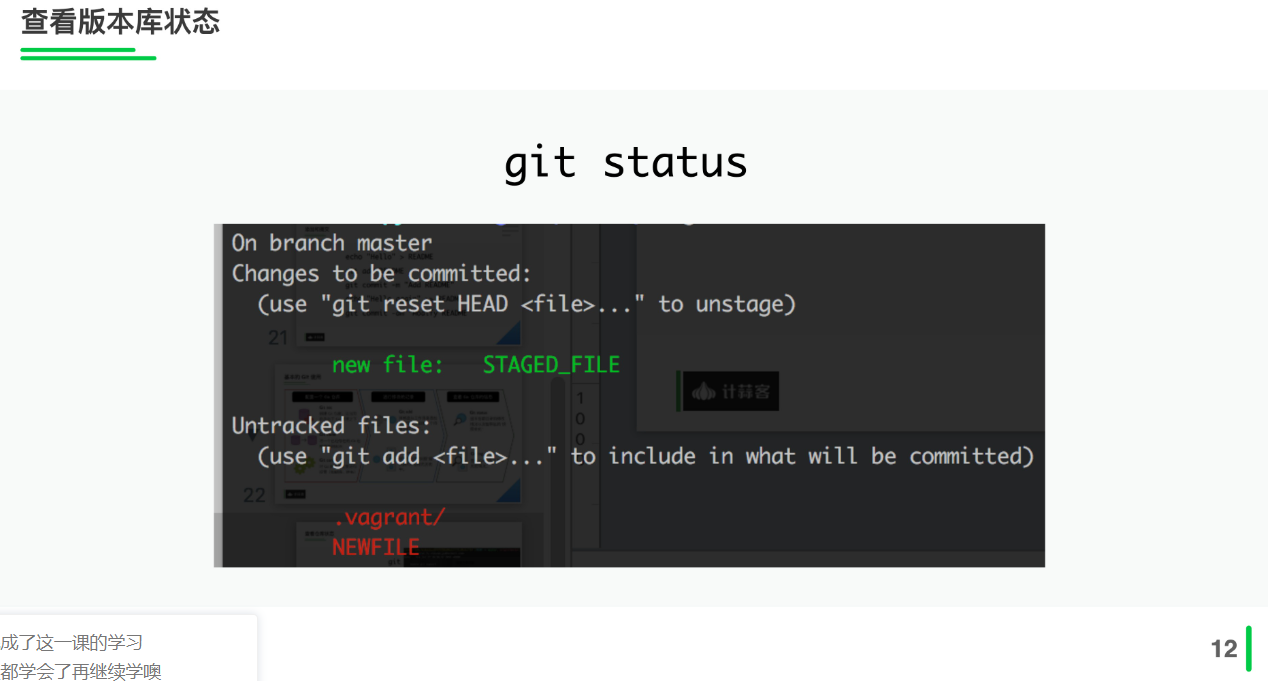 查看版本库状态
git status
On branch master
Changes to be committed:
(use "git reset HEAD <file>..." to unstage)
21
new file: STAGED_FILE
计蒜客
Untracked files:
(use "git add <file>..." to include in what will be committed)
22
.vagrant/
NEWFILE
成了这一课的学习
都学会了再继续学噢
12